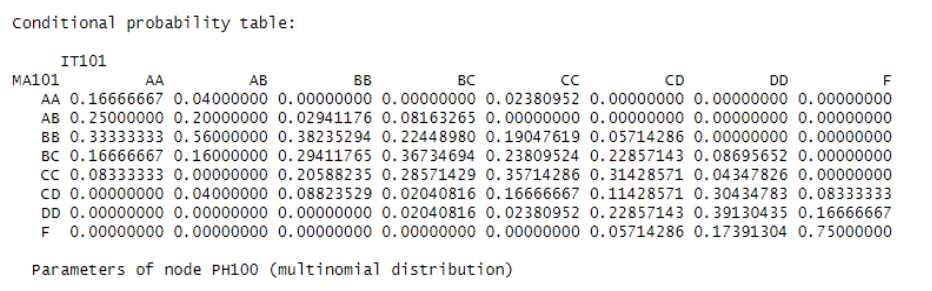 Conditional probability table:
IT101
MA101 AA AB BB BC CC CD DD F
AA 0.16666667 0.04000000 0.00000000 0.00000000 0.02380952 0.00000000 0.00000000 0.00000000
AB 0.25000000 0.20000000 0.02941176 0.08163265 0.00000000 0.00000000 0.00000000 0.00000000
BB 0.33333333 0.56000000 0.38235294 0.22448980 0.19047619 0.05714286 0.00000000 0.00000000
BC 0.16666667 0.16000000 0.29411765 0.36734694 0.23809524 0.22857143 0.08695652 0.00000000
CC 0.08333333 0.00000000 0.20588235 0.28571429 0.35714286 0.31428571 0.04347826 0.00000000
CD 0.00000000 0.04000000 0.08823529 0.02040816 0.16666667 0.11428571 0.30434783 0.08333333
DD 0.00000000 0.00000000 0.00000000 0.02040816 0.02380952 0.22857143 0.39130435 0.16666667
F 0.00000000 0.00000000 0.00000000 0.00000000 0.00000000 0.05714286 0.17391304 0.75000000
Parameters of node PH100 (multinomial distribution)